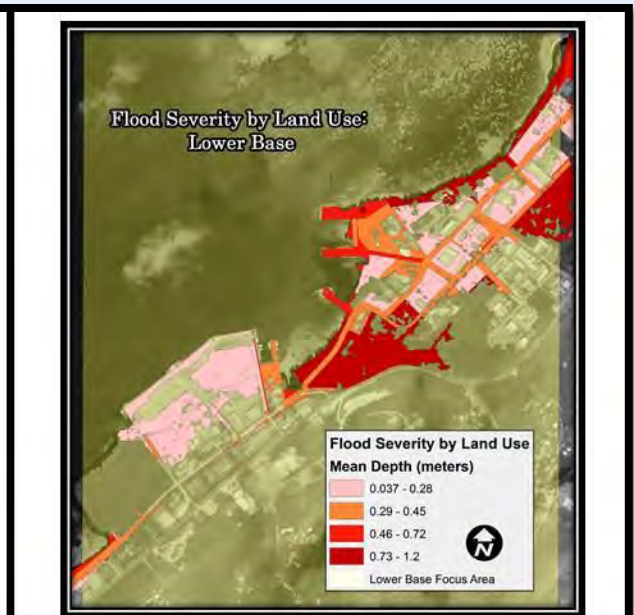 Flood Severity by Land Use:
Lower Base
Flood Severity by Land Use
Mean Depth (meters)
0.037 - 0.28
0.29 - 0.45
0.46 - 0.72
0.73 - 1.2
Lower Base Focus Area
N